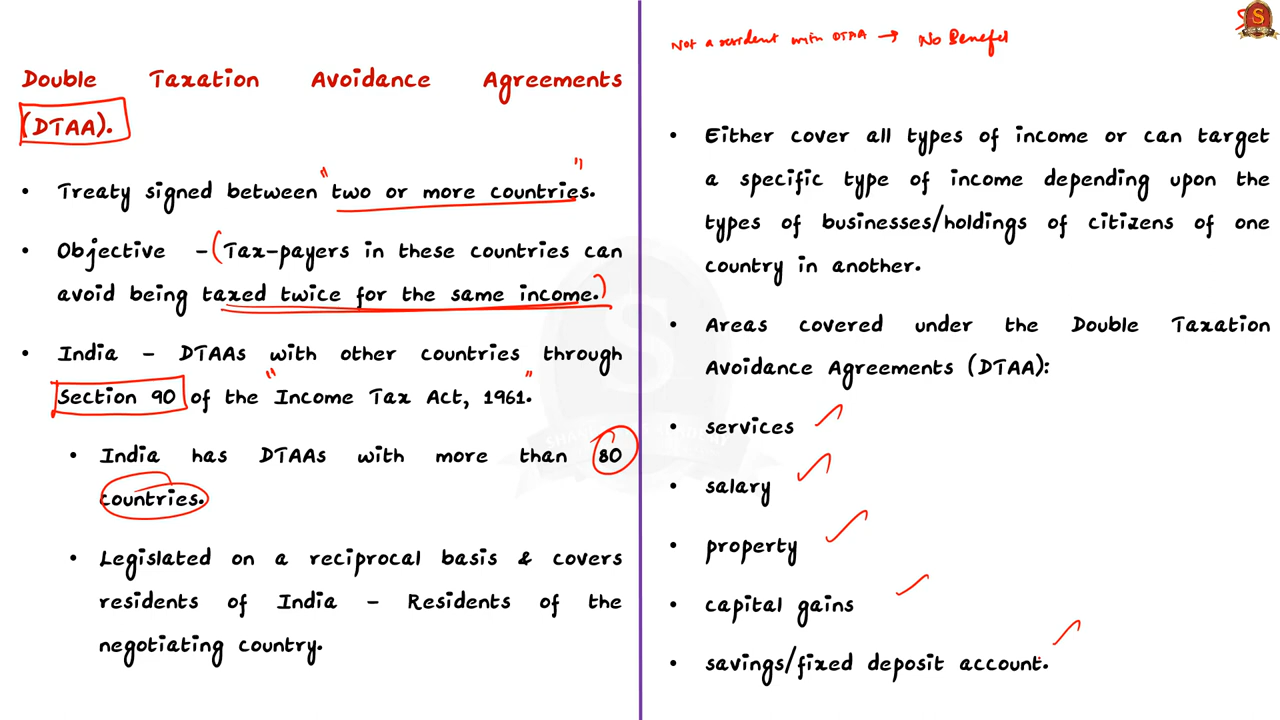 Double Taxation Avoidance Agreements
(DTAA).
• Treaty signed between "two or more countries".
• Objective - (Tax-payers in these countries can
avoid being taxed twice for the same income.)
• India - DTAAs with other countries through
Section 90 of the "Income Tax Act, 1961".
• India has DTAAs with more than 80
countries.
• Legislated on a reciprocal basis & covers
residents of India - Residents of the
negotiating country.
Not a resident with DTAA → No Benefit
• Either cover all types of income or can target
a specific type of income depending upon the
types of businesses/holdings of citizens of one
country in another.
• Areas covered under the Double Taxation
Avoidance Agreements (DTAA):
• services
• salary
• property
• capital gains
• savings/fixed deposit account.